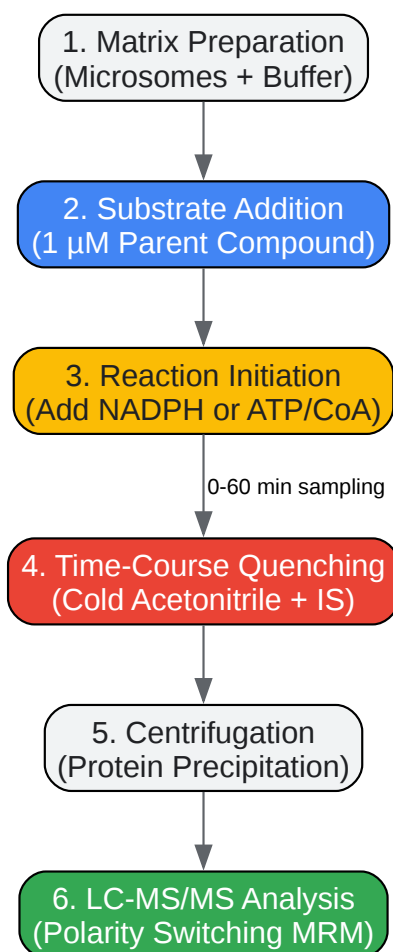 1. Matrix Preparation
(Microsomes + Buffer)
2. Substrate Addition
(1 µM Parent Compound)
3. Reaction Initiation
(Add NADPH or ATP/CoA)
0-60 min sampling
4. Time-Course Quenching
(Cold Acetonitrile + IS)
5. Centrifugation
(Protein Precipitation)
6. LC-MS/MS Analysis
(Polarity Switching MRM)